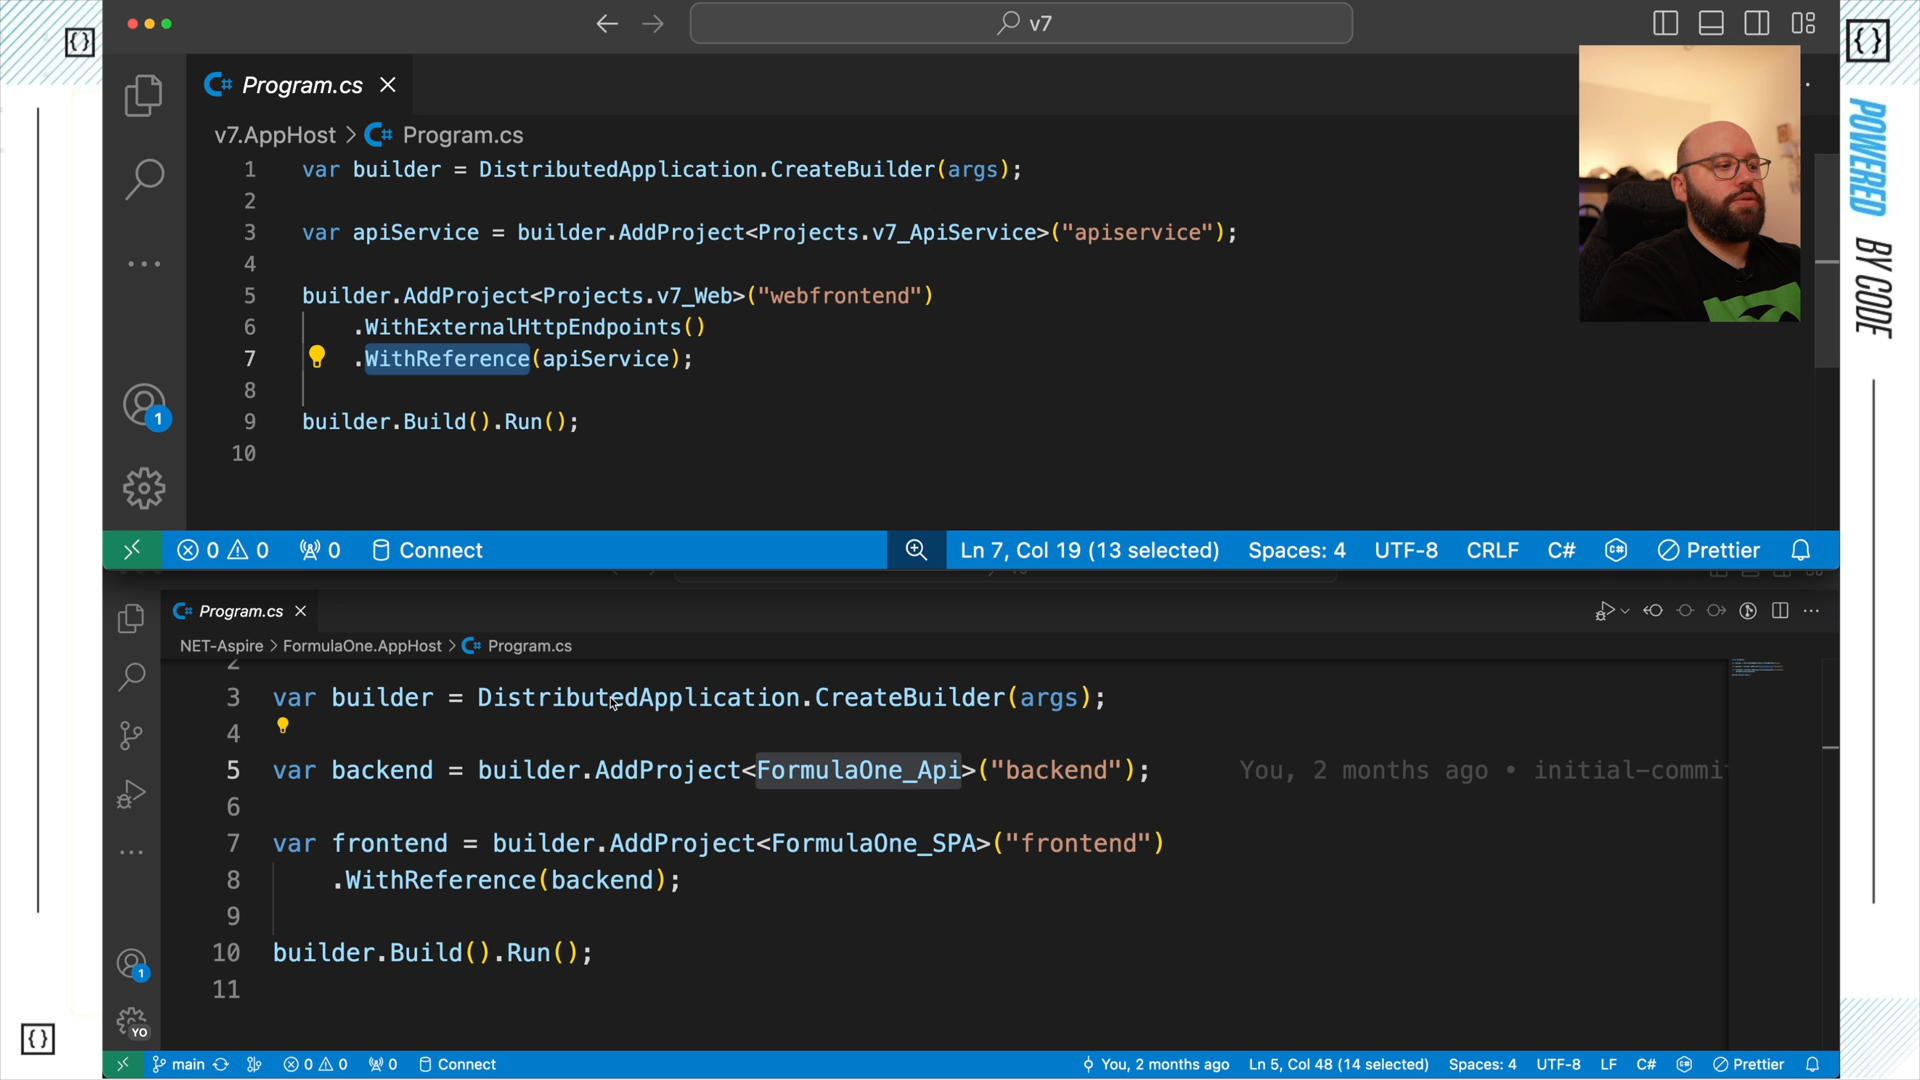 v7
Program.cs
v7.AppHost > Program.cs
1 var builder = DistributedApplication.CreateBuilder(args);
2
3 var apiService = builder.AddProject<Projects.v7_ApiService>("apiservice");
4
5 builder.AddProject<Projects.v7_Web>("webfrontend")
6 .WithExternalHttpEndpoints()
7 .WithReference(apiService);
8
9 builder.Build().Run();
10
1
0 0 0 Connect Ln 7, Col 19 (13 selected) Spaces: 4 UTF-8 CRLF C# Prettier
POWERED BY CODE
Program.cs
NET-Aspire > FormulaOne.AppHost > Program.cs
2
3 var builder = DistributedApplication.CreateBuilder(args);
4
5 var backend = builder.AddProject<FormulaOne_Api>("backend"); You, 2 months ago • initial-commi
6
7 var frontend = builder.AddProject<FormulaOne_SPA>("frontend")
8 .WithReference(backend);
9
10 builder.Build().Run();
11
1
YO
main 0 0 0 Connect You, 2 months ago Ln 5, Col 48 (14 selected) Spaces: 4 UTF-8 LF C# Prettier